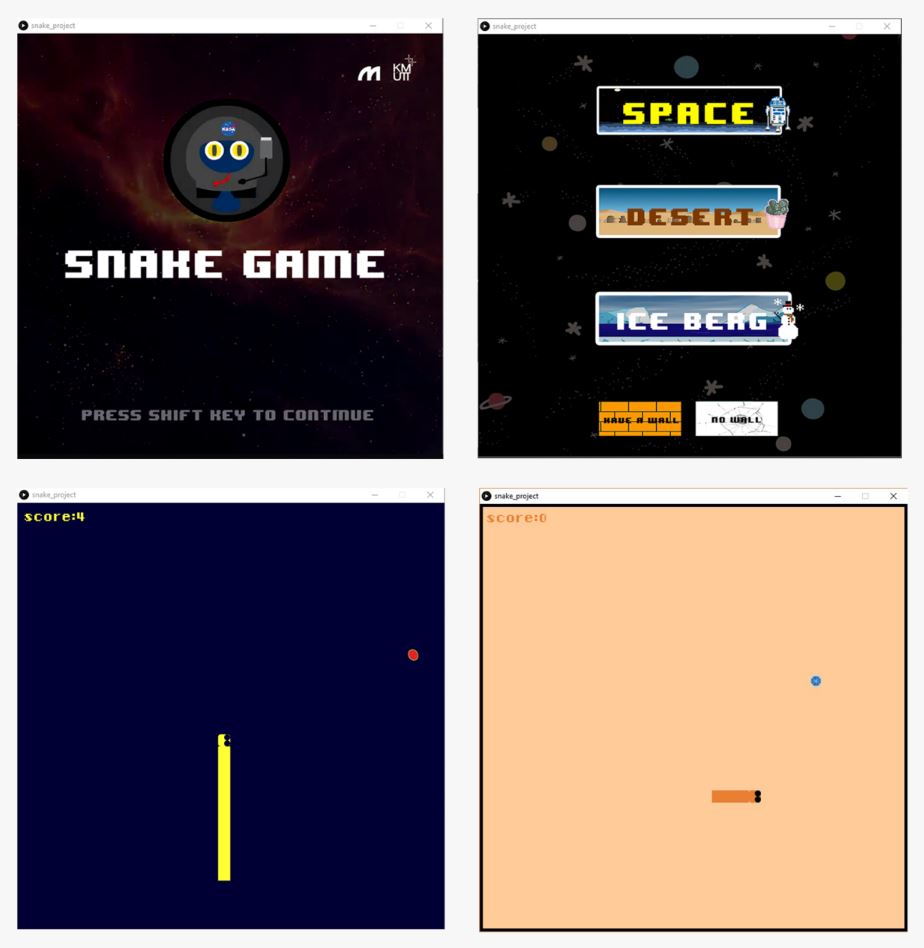 snake_project
KM
UTT
NASA
SNAKE GAME
PRESS SHIFT KEY TO CONTINUE
snake_project
SPACE
DESERT
ICE BERG
HAVE A WALL
NO WALL
snake_project
score:4
snake_project
score:0